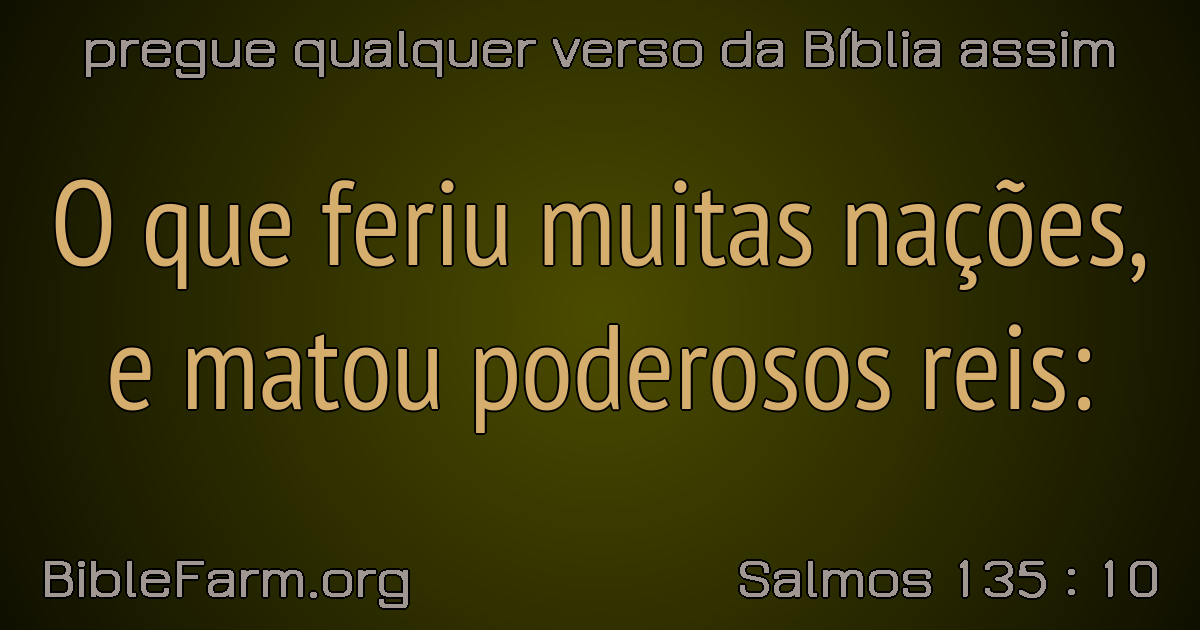 pregue qualquer verso da Bíblia assim
O que feriu muitas nações,
e matou poderosos reis:
BibleFarm.org
Salmos 135 : 10